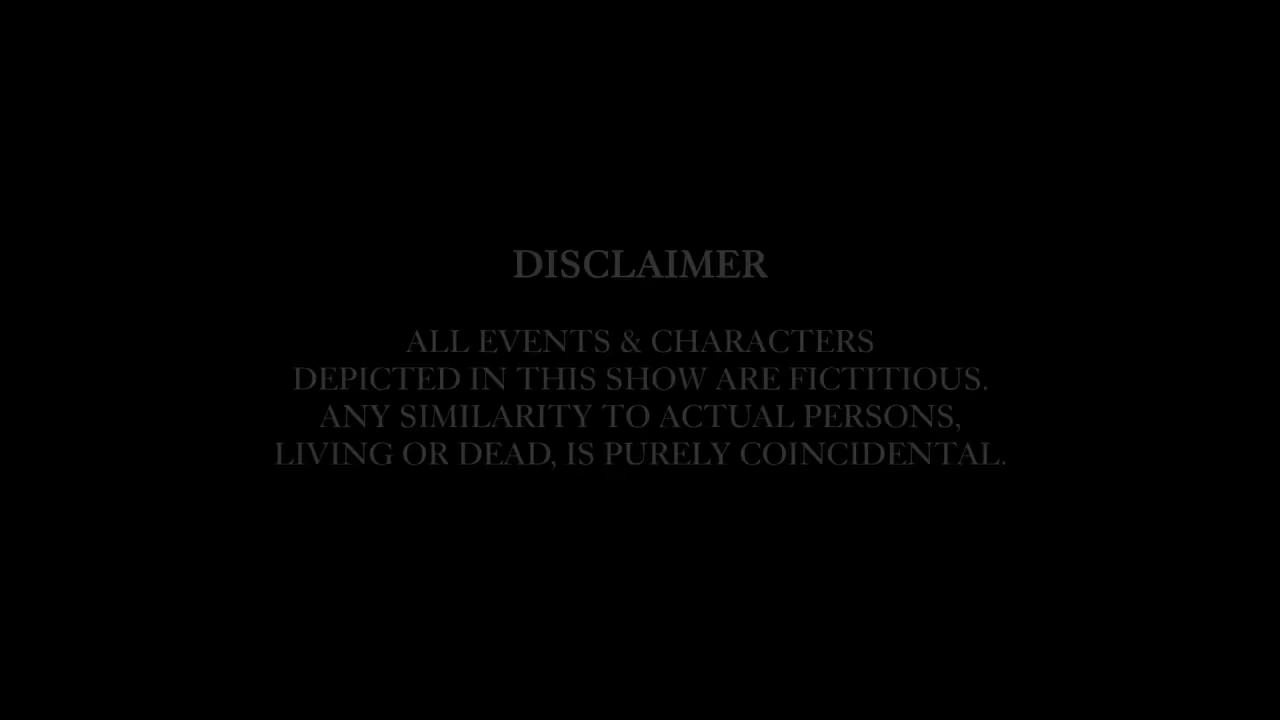 DISCLAIMER
ALL EVENTS & CHARACTERS
DEPICTED IN THIS SHOW ARE FICTITIOUS.
ANY SIMILARITY TO ACTUAL PERSONS,
LIVING OR DEAD, IS PURELY COINCIDENTAL.